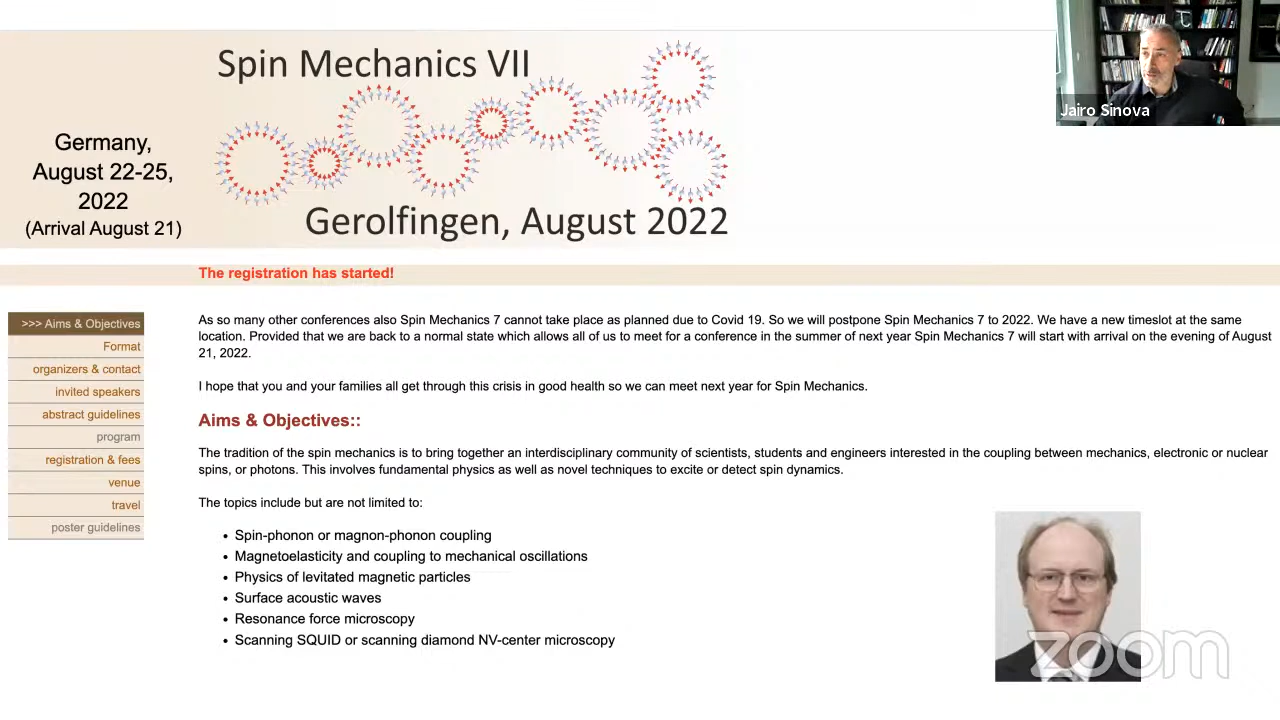 Spin Mechanics VII
Germany,
August 22-25,
2022
(Arrival August 21)
Gerolfingen, August 2022
Jairo Sinova
The registration has started!
>>> Aims & Objectives
Format
organizers & contact
invited speakers
abstract guidelines
program
registration & fees
venue
travel
poster guidelines
As so many other conferences also Spin Mechanics 7 cannot take place as planned due to Covid 19. So we will postpone Spin Mechanics 7 to 2022. We have a new timeslot at the same
location. Provided that we are back to a normal state which allows all of us to meet for a conference in the summer of next year Spin Mechanics 7 will start with arrival on the evening of August
21, 2022.
I hope that you and your families all get through this crisis in good health so we can meet next year for Spin Mechanics.
Aims & Objectives::
The tradition of the spin mechanics is to bring together an interdisciplinary community of scientists, students and engineers interested in the coupling between mechanics, electronic or nuclear
spins, or photons. This involves fundamental physics as well as novel techniques to excite or detect spin dynamics.
The topics include but are not limited to:
• Spin-phonon or magnon-phonon coupling
• Magnetoelasticity and coupling to mechanical oscillations
• Physics of levitated magnetic particles
• Surface acoustic waves
• Resonance force microscopy
• Scanning SQUID or scanning diamond NV-center microscopy
zoom